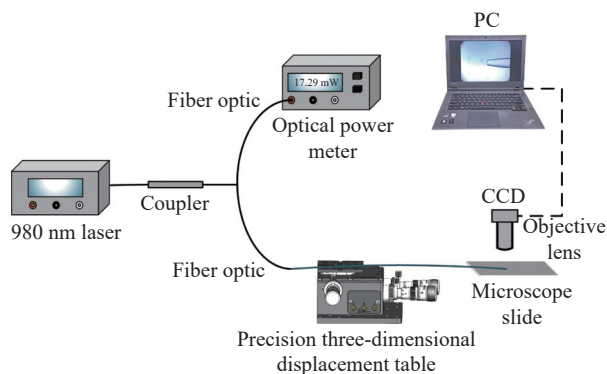 PC
17.29 mW
Fiber optic
Optical power
meter
980 nm laser
Coupler
CCD
Objective
lens
Fiber optic
Microscope
slide
Precision three-dimensional
displacement table